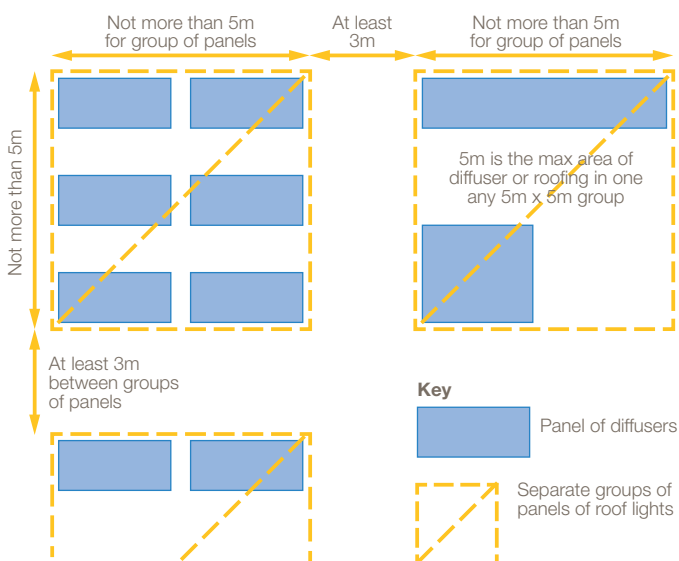 Not more than 5m
for group of panels
At least
3m
Not more than 5m
for group of panels
Not more than 5m
5m is the max area of
diffuser or roofing in one
any 5m x 5m group
At least 3m
between groups
of panels
Key
Panel of diffusers
Separate groups of
panels of roof lights